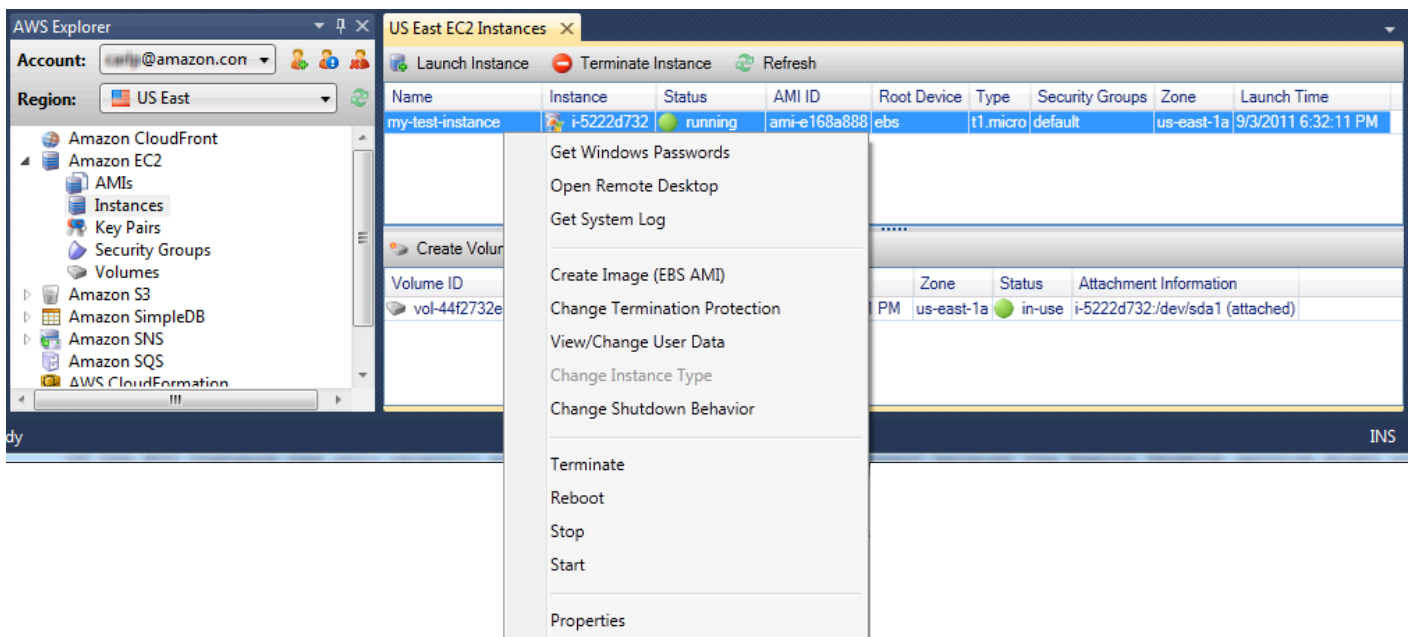 AWS Explorer
Account: @amazon.con
Region: US East
Amazon CloudFront
Amazon EC2
AMIs
Instances
Key Pairs
Security Groups
Volumes
Amazon S3
Amazon SimpleDB
Amazon SNS
Amazon SQS
AWS CloudFormation
US East EC2 Instances
Launch Instance Terminate Instance Refresh
Name Instance Status AMI ID Root Device Type Security Groups Zone Launch Time
my-test-instance i-5222d732 running ami-e168a888 ebs t1.micro default us-east-1a 9/3/2011 6:32:11 PM
Get Windows Passwords
Open Remote Desktop
Get System Log
Create Image (EBS AMI)
Change Termination Protection
View/Change User Data
Change Instance Type
Change Shutdown Behavior
Terminate
Reboot
Stop
Start
Properties
Create Volum
Volume ID Zone Status Attachment Information
vol-44f2732e PM us-east-1a in-use i-5222d732:/dev/sda1 (attached)
dy INS